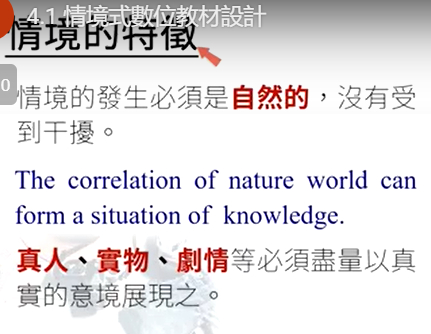 4.1 情境式數位教材設計
情境的特徵
0
情境的發生必須是自然的，沒有受
到干擾。
The correlation of nature world can
form a situation of knowledge.
真人、實物、劇情等必須盡量以真
實的意境展現之。